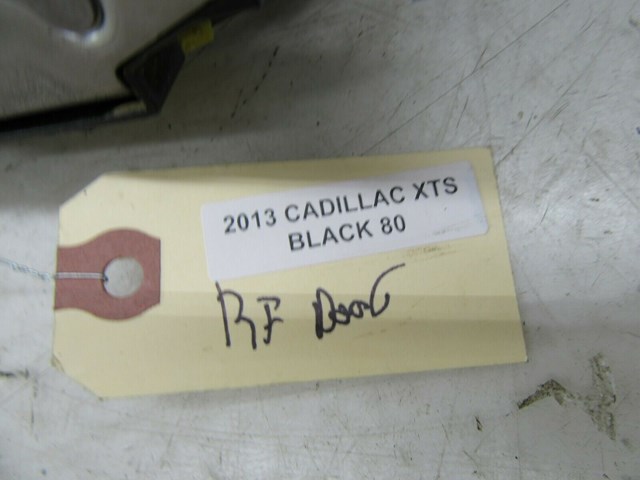 2013 CADILLAC XTS
BLACK 80
RF Door